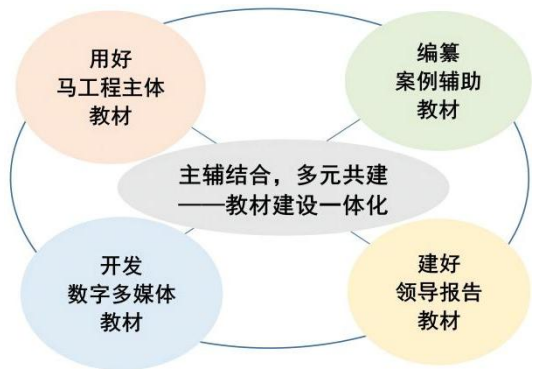 用好
马工程主体
教材
编纂
案例辅助
教材
主辅结合，多元共建
——教材建设一体化
开发
数字多媒体
教材
建好
领导报告
教材